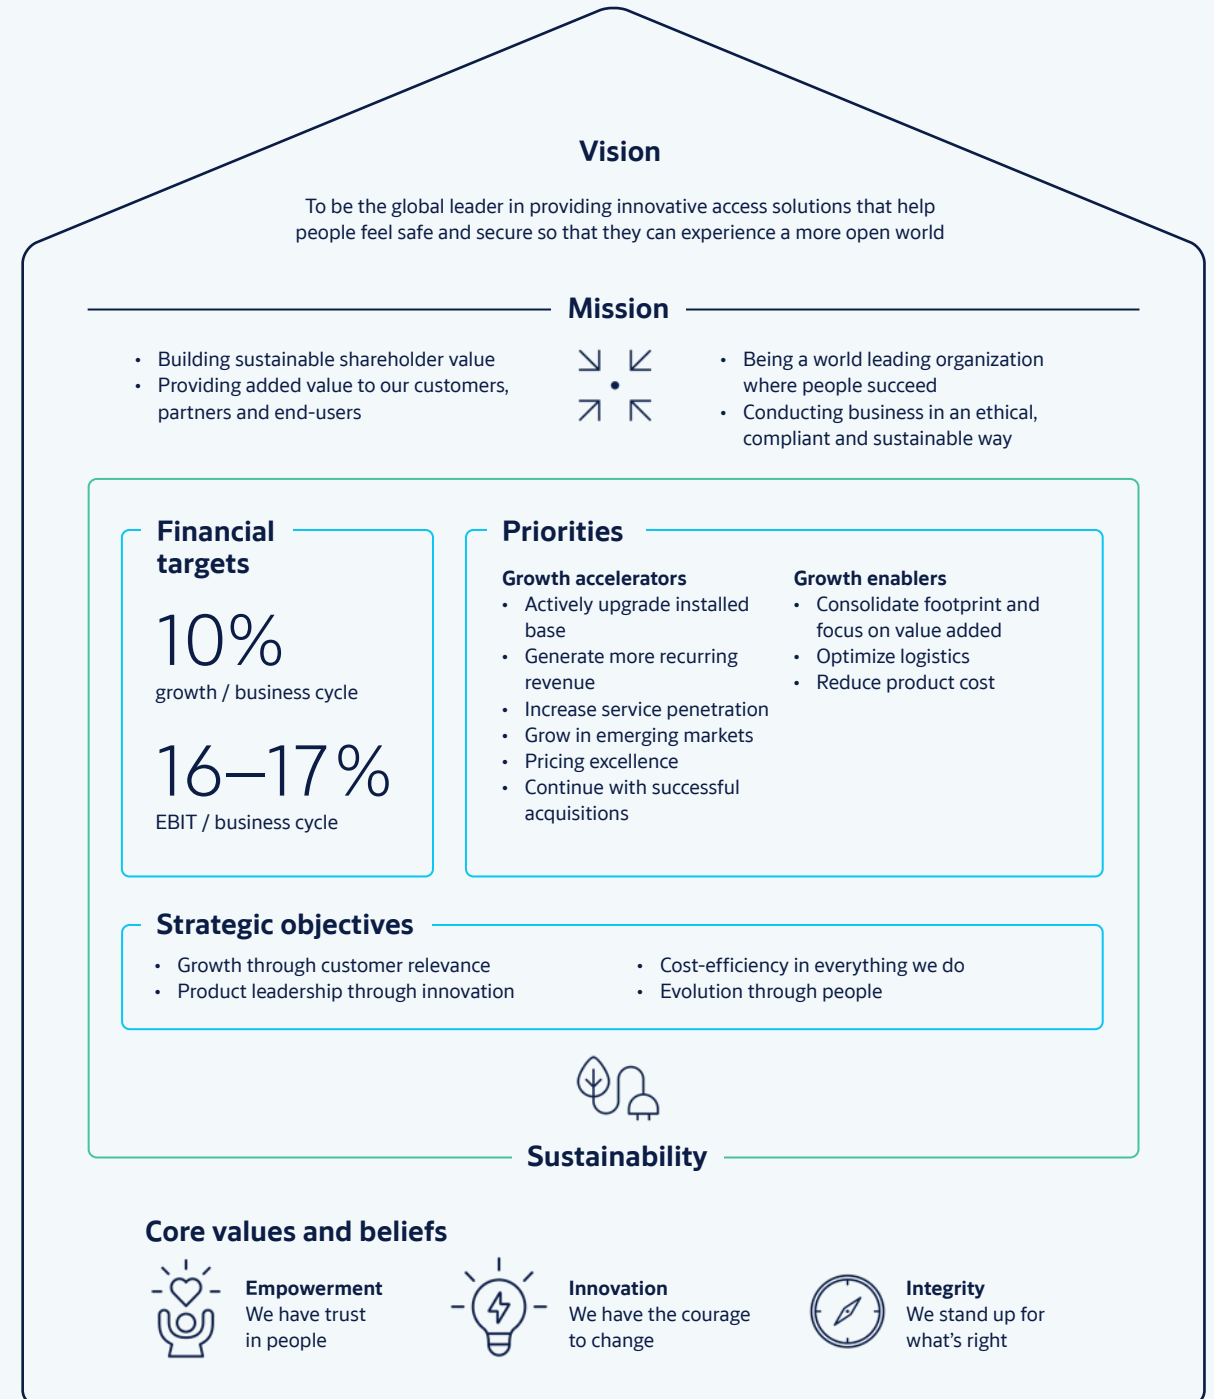 Vision
To be the global leader in providing innovative access solutions that help
people feel safe and secure so that they can experience a more open world
Mission
• Building sustainable shareholder value
• Providing added value to our customers,
partners and end-users
• Being a world leading organization
where people succeed
• Conducting business in an ethical,
compliant and sustainable way
Financial
targets
10%
growth / business cycle
16–17%
EBIT / business cycle
Priorities
Growth accelerators
• Actively upgrade installed
base
• Generate more recurring
revenue
• Increase service penetration
• Grow in emerging markets
• Pricing excellence
• Continue with successful
acquisitions
Growth enablers
• Consolidate footprint and
focus on value added
• Optimize logistics
• Reduce product cost
Strategic objectives
• Growth through customer relevance
• Product leadership through innovation
• Cost-efficiency in everything we do
• Evolution through people
Sustainability
Core values and beliefs
Empowerment
We have trust
in people
Innovation
We have the courage
to change
Integrity
We stand up for
what's right